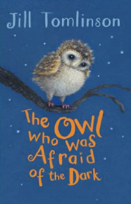 Jill Tomlinson
The Owl
who was
Afraid
of the Dark